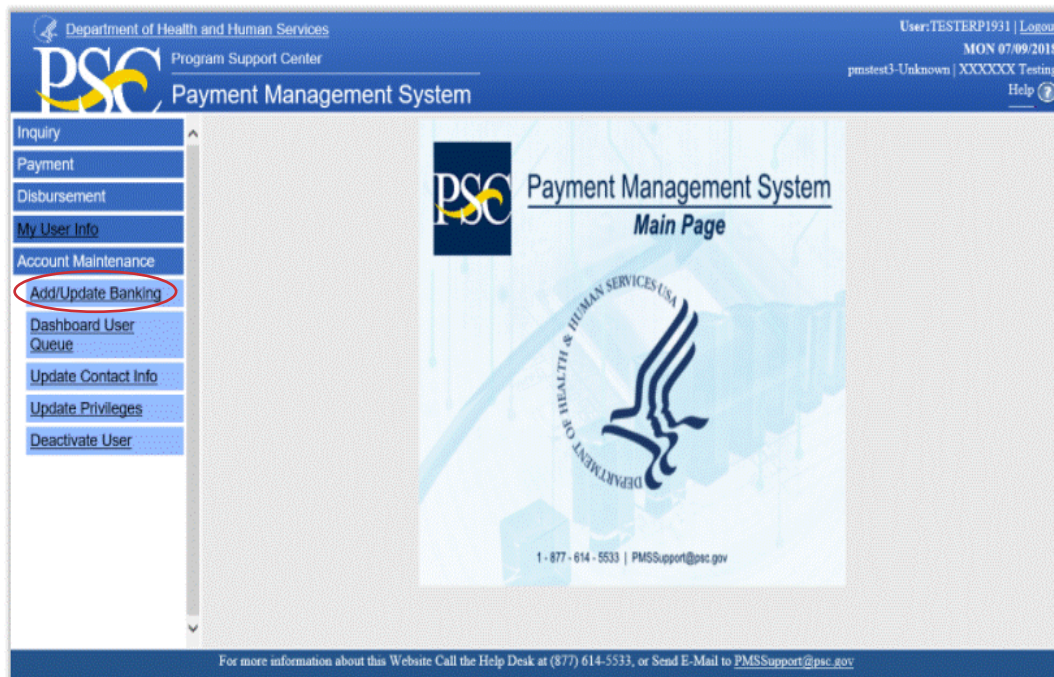 Department of Health and Human Services
User:TESTERP1931 | Logout
PSC
Program Support Center
MON 07/09/2018
pmstest3-Unknown | XXXXXX Testing
Payment Management System
Help ?
Inquiry
Payment
Disbursement
My User Info
Account Maintenance
Add/Update Banking
Dashboard User
Queue
Update Contact Info
Update Privileges
Deactivate User
PSC
Payment Management System
Main Page
DEPARTMENT OF HEALTH & HUMAN SERVICES USA
1 - 877 - 614 - 5533 | PMSSupport@psc.gov
For more information about this Website Call the Help Desk at (877) 614-5533, or Send E-Mail to PMSSupport@psc.gov